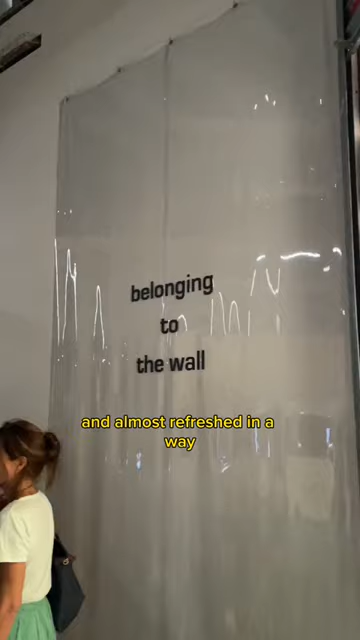 belonging
to
the wall
and almost refreshed in a
way